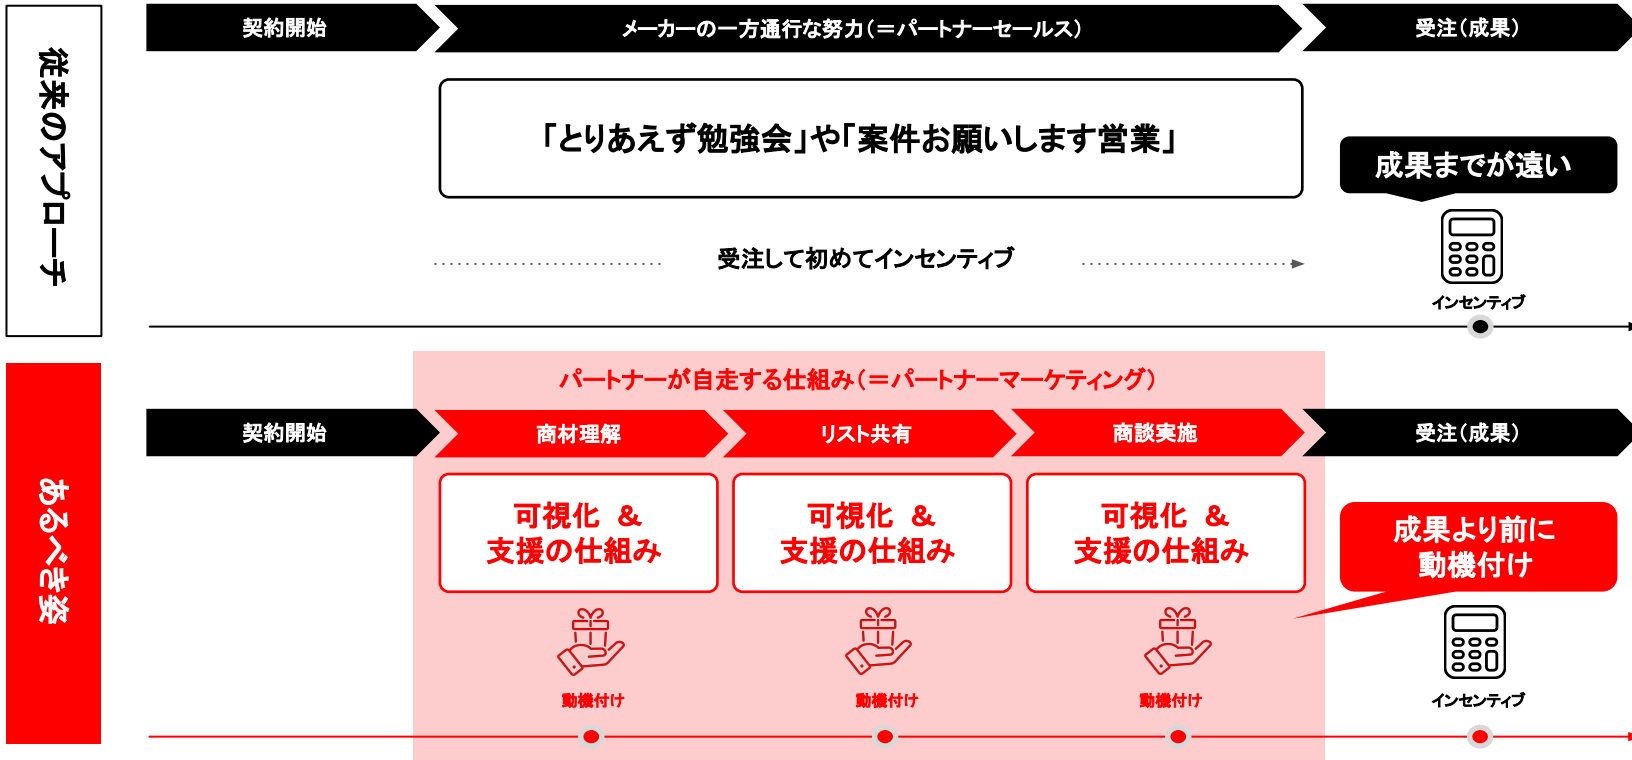 従来のアプローチ
契約開始
メーカーの一方通行な努力(＝パートナーセールス)
受注(成果)
「とりあえず勉強会」や「案件お願いします営業」
成果までが遠い
受注して初めてインセンティブ
インセンティブ
あるべき姿
パートナーが自走する仕組み(＝パートナーマーケティング)
契約開始
商材理解
リスト共有
商談実施
受注(成果)
可視化 ＆
支援の仕組み
可視化 ＆
支援の仕組み
可視化 ＆
支援の仕組み
成果より前に
動機付け
動機付け
動機付け
動機付け
インセンティブ